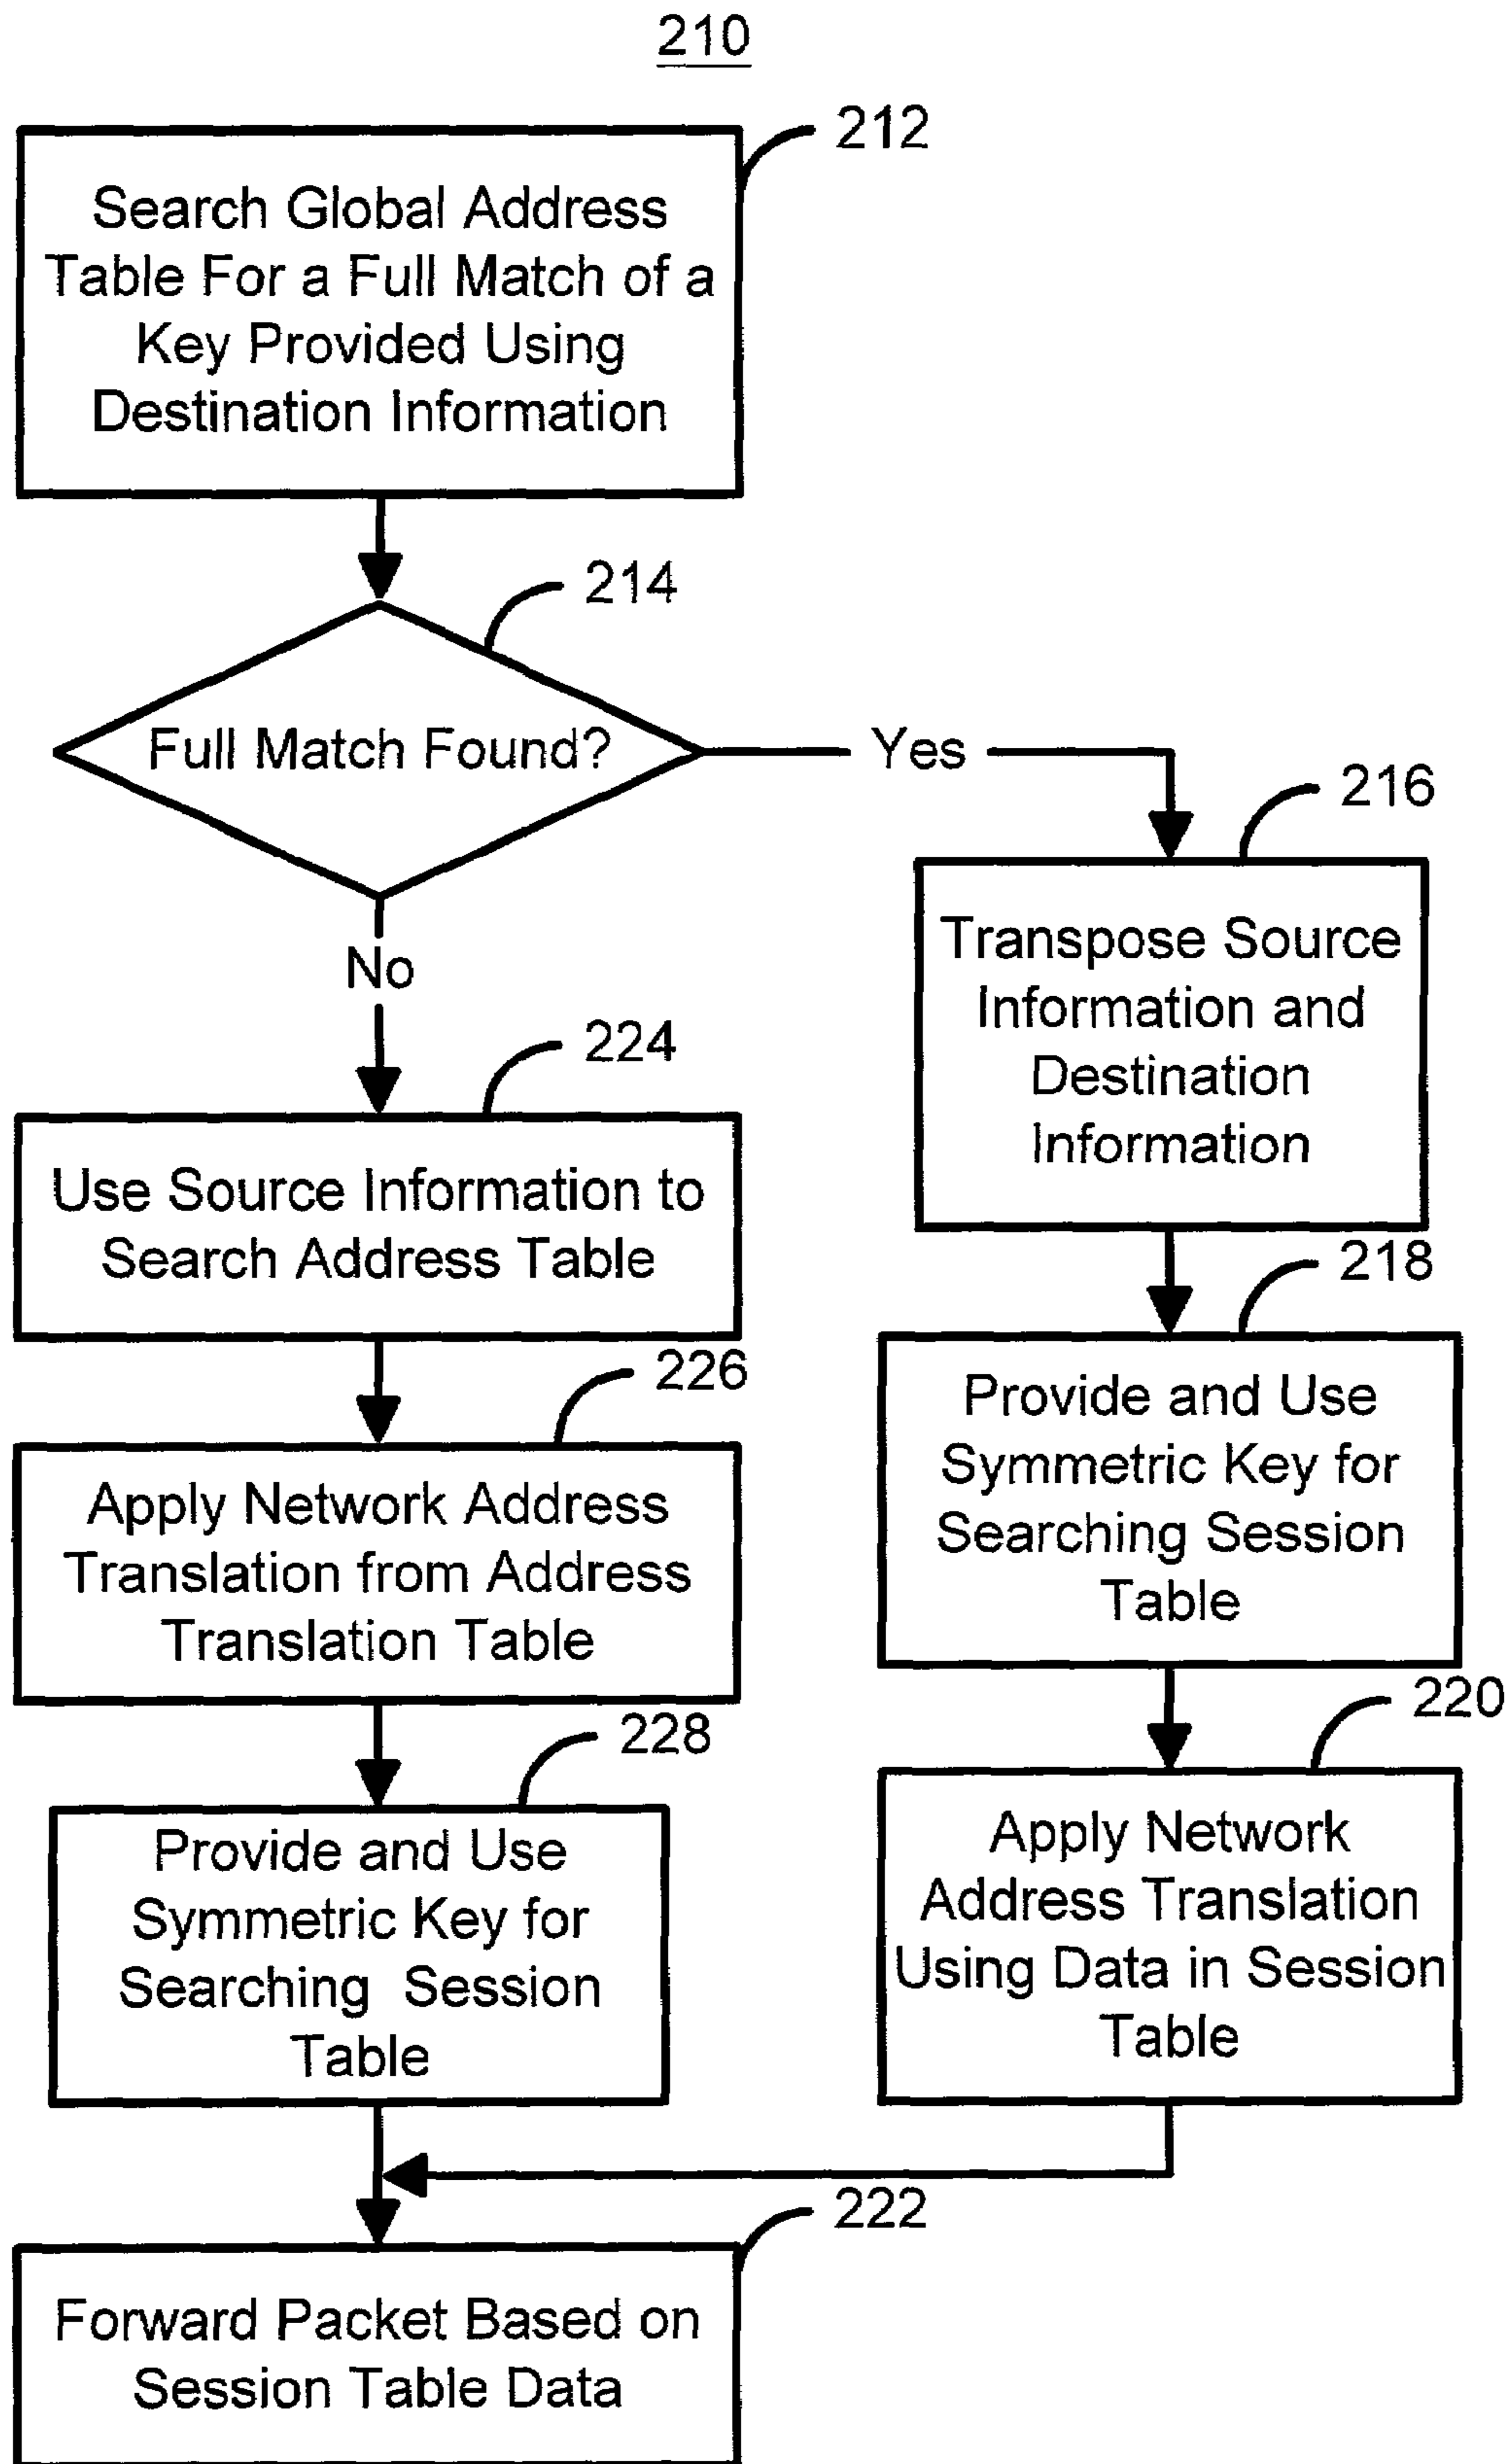 210
212
Search Global Address
Table For a Full Match of a
Key Provided Using
Destination Information
214
Full Match Found?
Yes
No
216
Transpose Source
Information and
Destination
Information
224
Use Source Information to
Search Address Table
218
Provide and Use
Symmetric Key for
Searching Session
Table
226
Apply Network Address
Translation from Address
Translation Table
220
Apply Network
Address Translation
Using Data in Session
Table
228
Provide and Use
Symmetric Key for
Searching Session
Table
222
Forward Packet Based on
Session Table Data